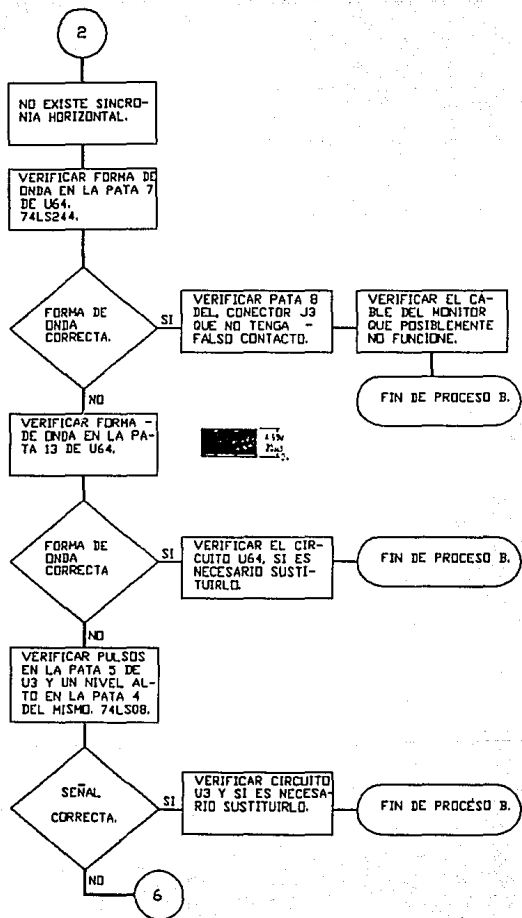 2
NO EXISTE SINCRO-
NIA HORIZONTAL.
VERIFICAR FORMA DE
ONDA EN LA PATA 7
DE U64.
74LS244.
FORMA DE
ONDA
CORRECTA.
SI
VERIFICAR PATA 8
DEL. CONECTOR J3
QUE NO TENGA -
FALSO CONTACTO.
VERIFICAR EL CA-
BLE DEL MONITOR
QUE POSIBLEMENTE
NO FUNCIONE.
FIN DE PROCESO B.
NO
VERIFICAR FORMA -
DE ONDA EN LA PA-
TA 13 DE U64.
FORMA DE
ONDA
CORRECTA
SI
VERIFICAR EL CIR-
CUITO U64, SI ES
NECESARIO SUSTI-
TUIRLO.
FIN DE PROCESO B.
NO
VERIFICAR PULSOS
EN LA PATA 5 DE
U3 Y UN NIVEL AL-
TO EN LA PATA 4
DEL MISMO. 74LS08.
SEÑAL
CORRECTA.
SI
VERIFICAR CIRCUITO
U3 Y SI ES NECESA-
RIO SUSTITUIRLO.
FIN DE PROCESO B.
NO
6